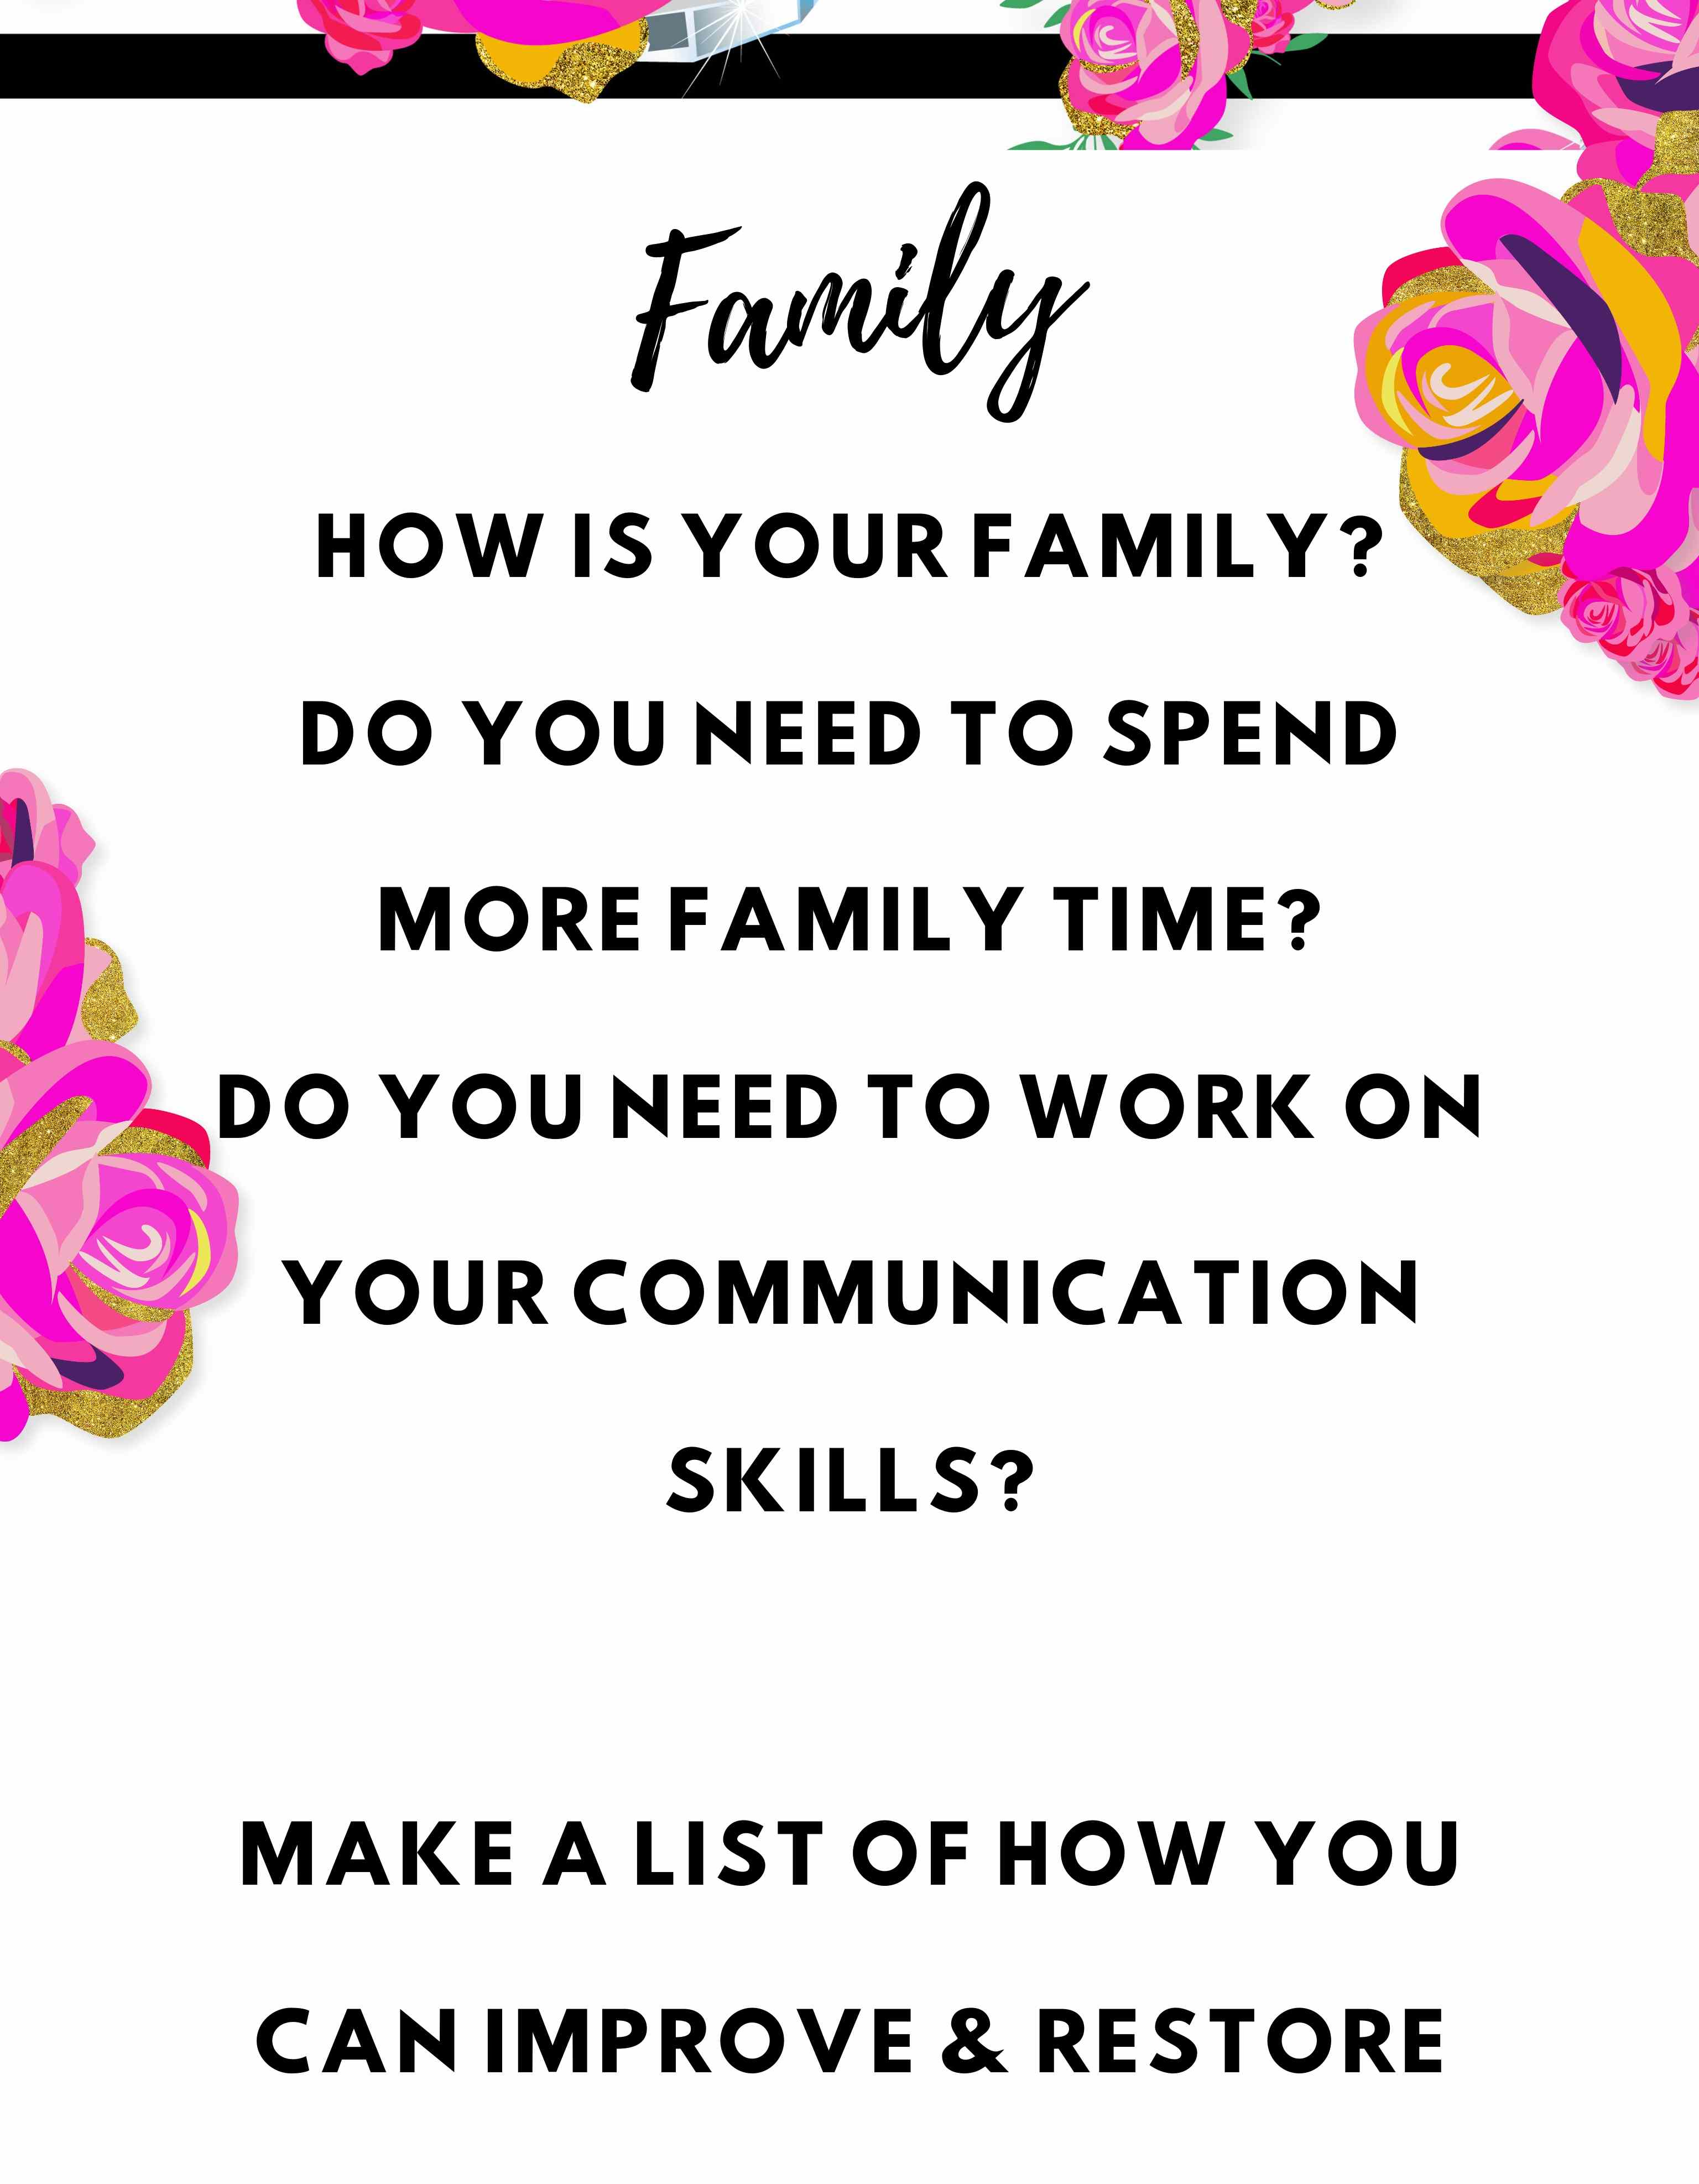 Family
HOW IS YOUR FAMILY?
DO YOU NEED TO SPEND
MORE FAMILY TIME?
DO YOU NEED TO WORK ON
YOUR COMMUNICATION
SKILLS?
MAKE A LIST OF HOW YOU
CAN IMPROVE & RESTORE